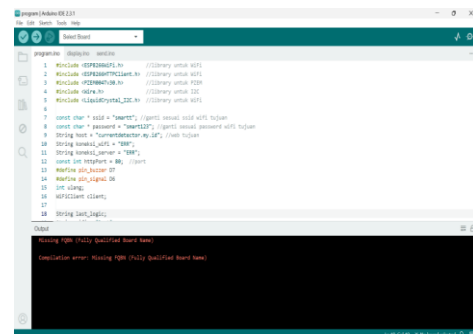 program | Arduino IDE 2.3.1
File Edit Sketch Tools Help
Select Board
program.ino display.ino send.ino
1 #include <ESP8266WiFi.h> //library untuk WiFi
2 #include <ESP8266HTTPClient.h> //library untuk WiFi
3 #include <PZEM004Tv30.h> //library untuk PZEM
4 #include <Wire.h> //library untuk I2C
5 #include <LiquidCrystal_I2C.h> //library untuk WiFi
6
7 const char * ssid = "smartt"; //ganti sesuai ssid wifi tujuan
8 const char * password = "smart123"; //ganti sesuai password wifi tujuan
9 String host = "currentdetector.my.id"; //web tujuan
10 String koneksi_wifi = "ERR";
11 String koneksi_server = "ERR";
12 const int httpPort = 80; //port
13 #define pin_buzzer D7
14 #define pin_signal D6
15 int ulang;
16 WiFiClient client;
17
18 String last_logic;
Output
Missing FQBN (Fully Qualified Board Name)
Compilation error: Missing FQBN (Fully Qualified Board Name)